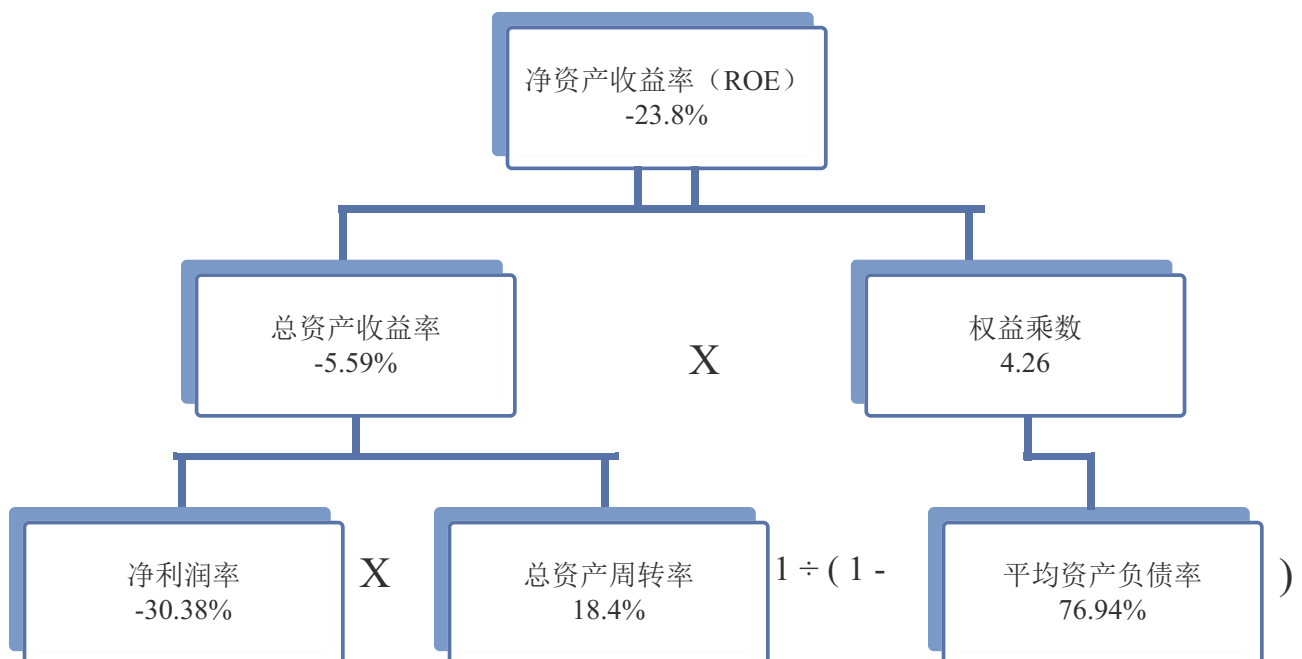 净资产收益率（ROE）
-23.8%
总资产收益率
-5.59%
X
权益乘数
4.26
净利润率
-30.38%
X
总资产周转率
18.4%
1 ÷ ( 1 -
平均资产负债率
76.94%
)